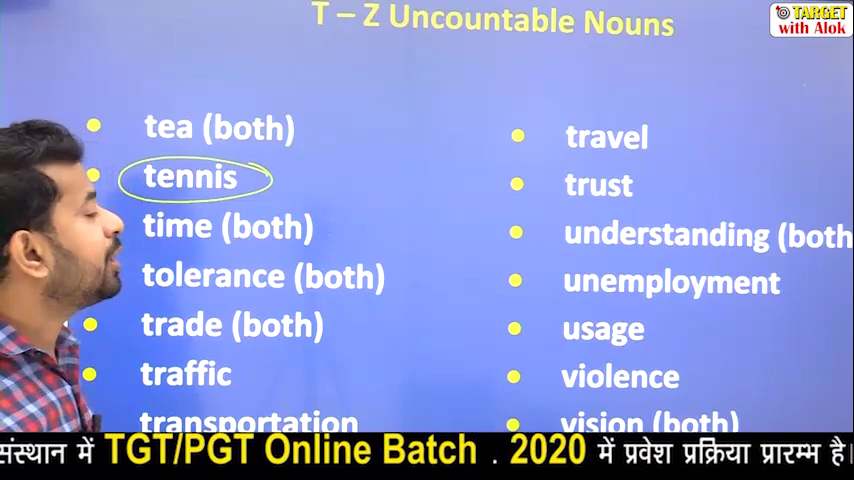 T – Z Uncountable Nouns
TARGET
with Alok
tea (both)
tennis
time (both)
tolerance (both)
trade (both)
traffic
transportation
travel
trust
understanding (both
unemployment
usage
violence
vision (both)
संस्थान में TGT/PGT Online Batch . 2020 में प्रवेश प्रक्रिया प्रारम्भ है।